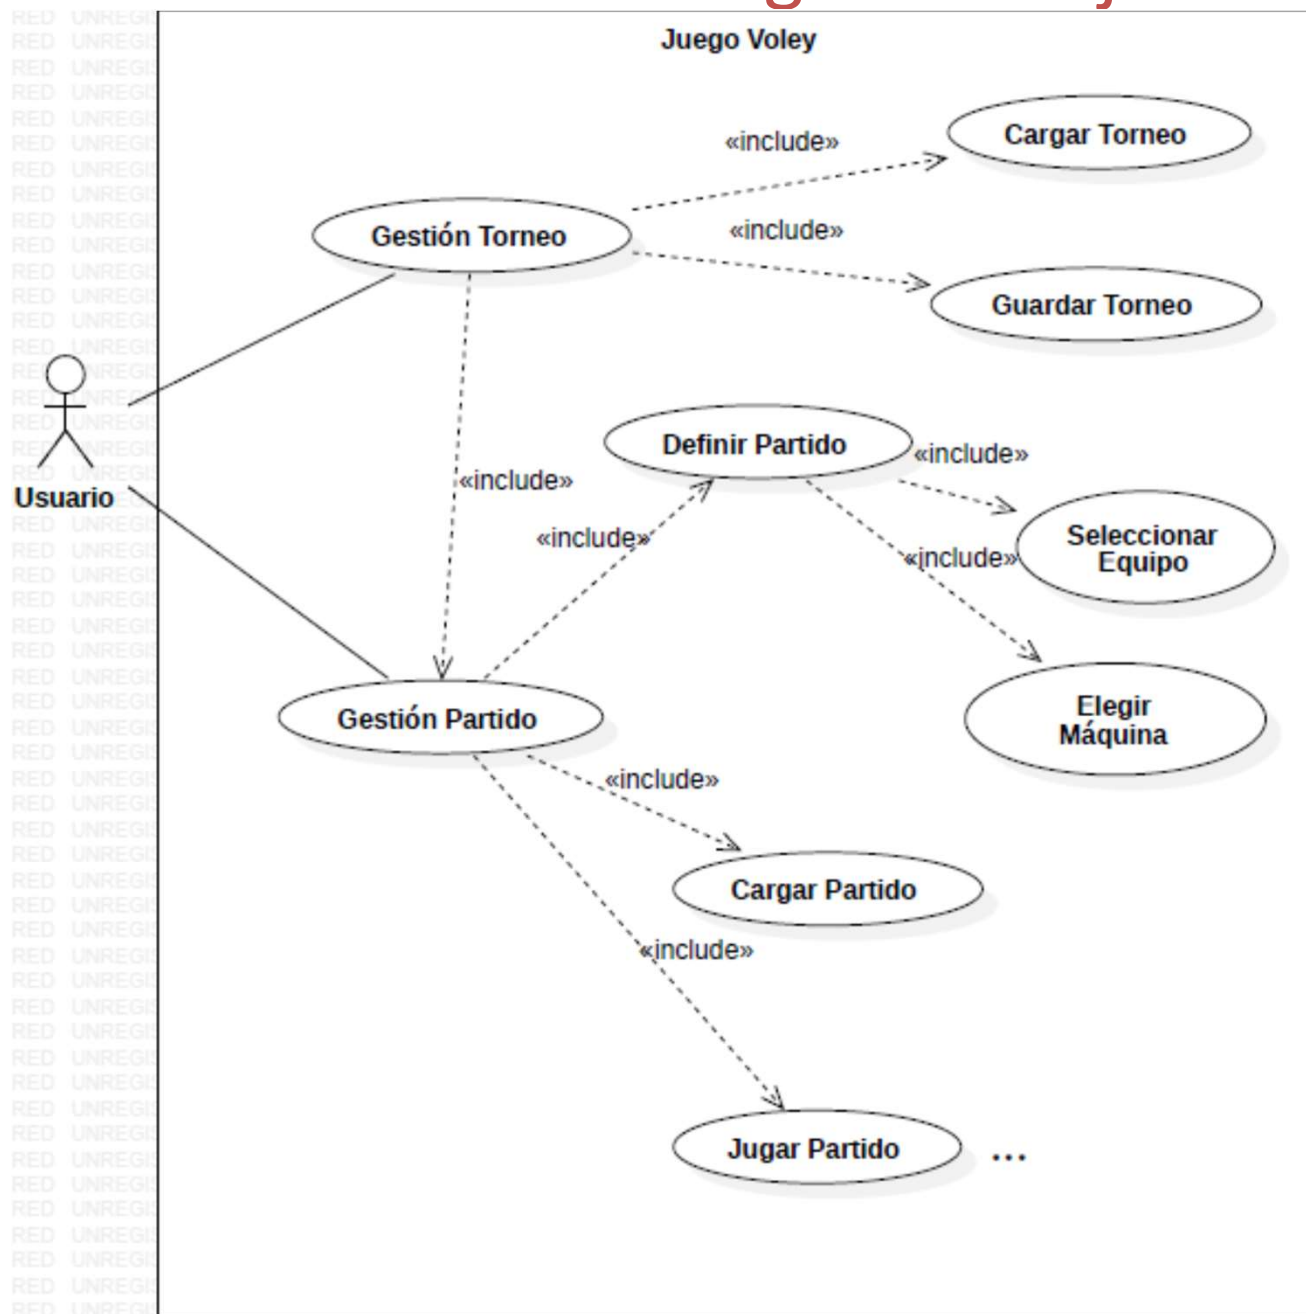 Juego Voley
«include»
Cargar Torneo
Gestión Torneo
«include»
Guardar Torneo
Definir Partido
«include»
«include»
Usuario
«include»
Seleccionar
Equipo
«include»
Elegir
Máquina
Gestión Partido
«include»
Cargar Partido
«include»
Jugar Partido
...